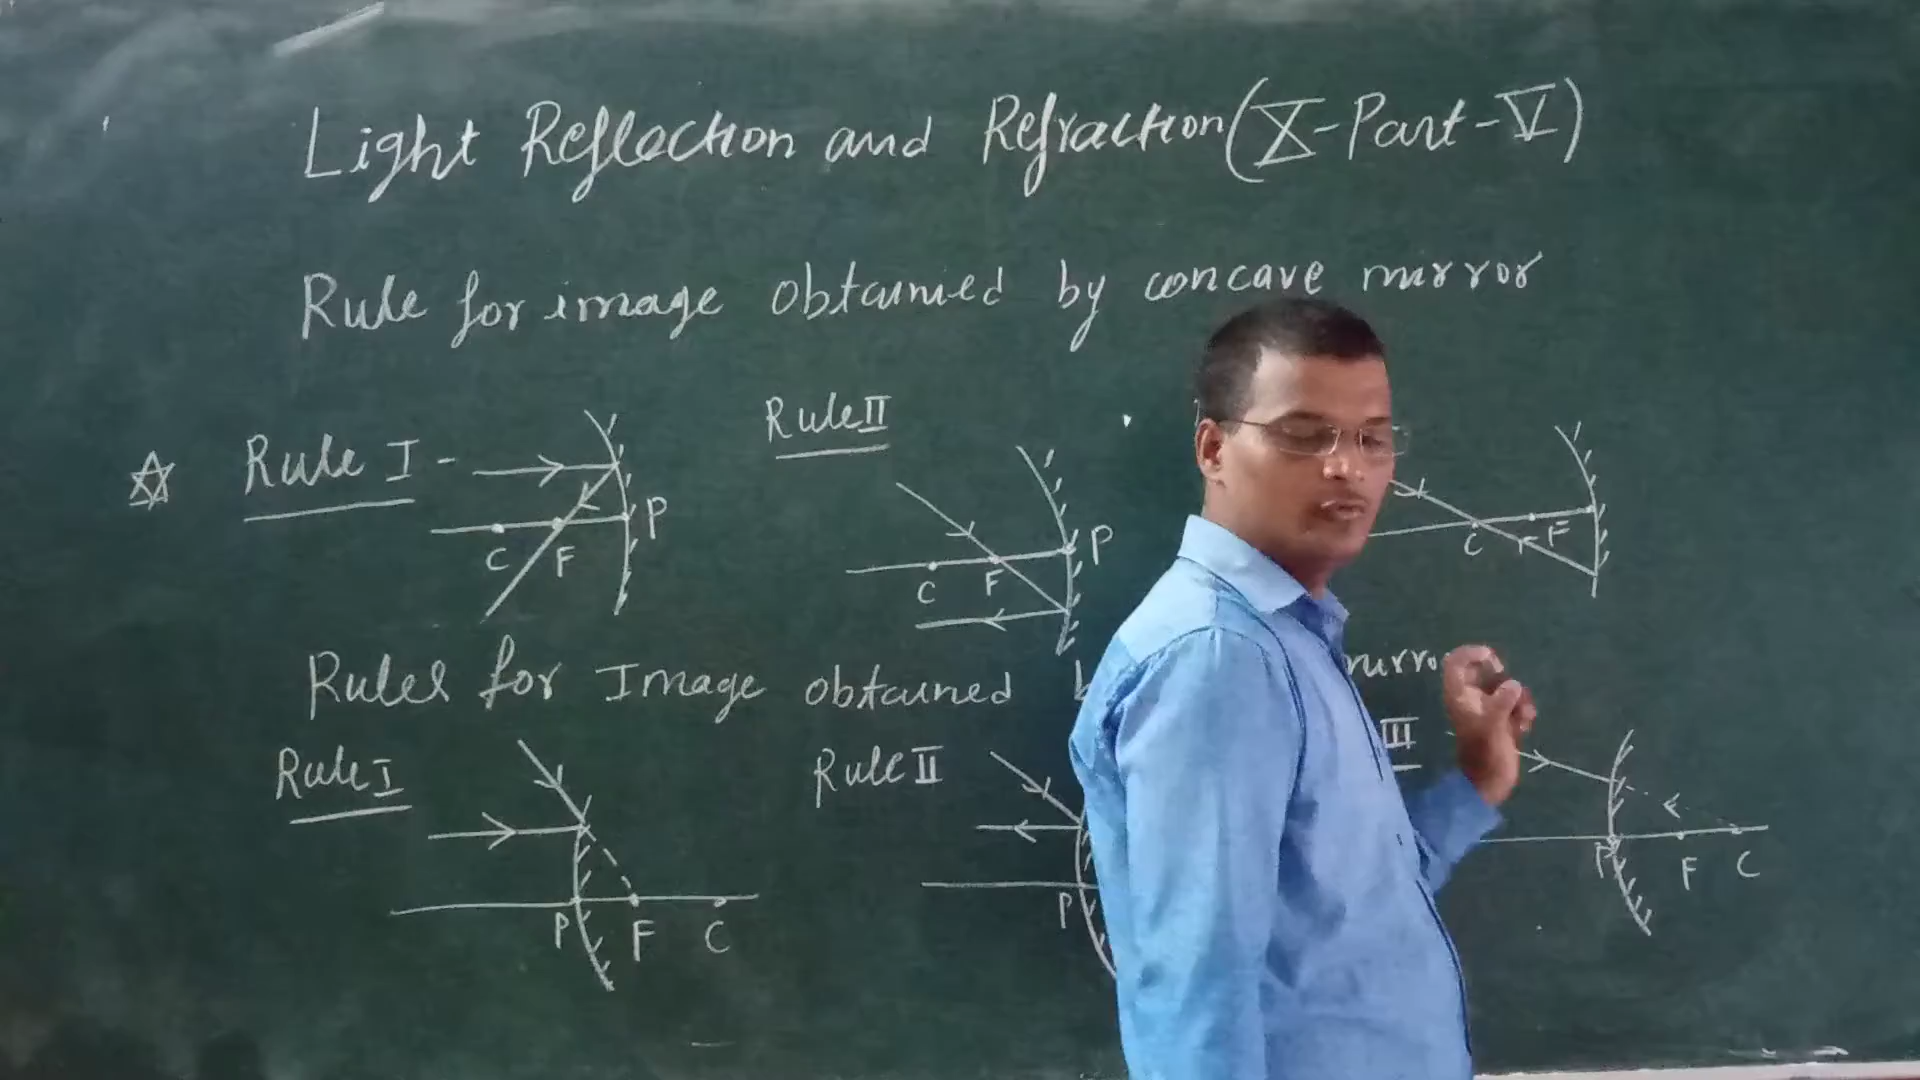 Light Reflection and Refraction (X-Part-V)
Rule for image obtained by concave mirror
Rule I -
P
C F
Rule II
P
C F
C F
Rules for Image obtained
Rule I
P F C
Rule II
P
III
P F C